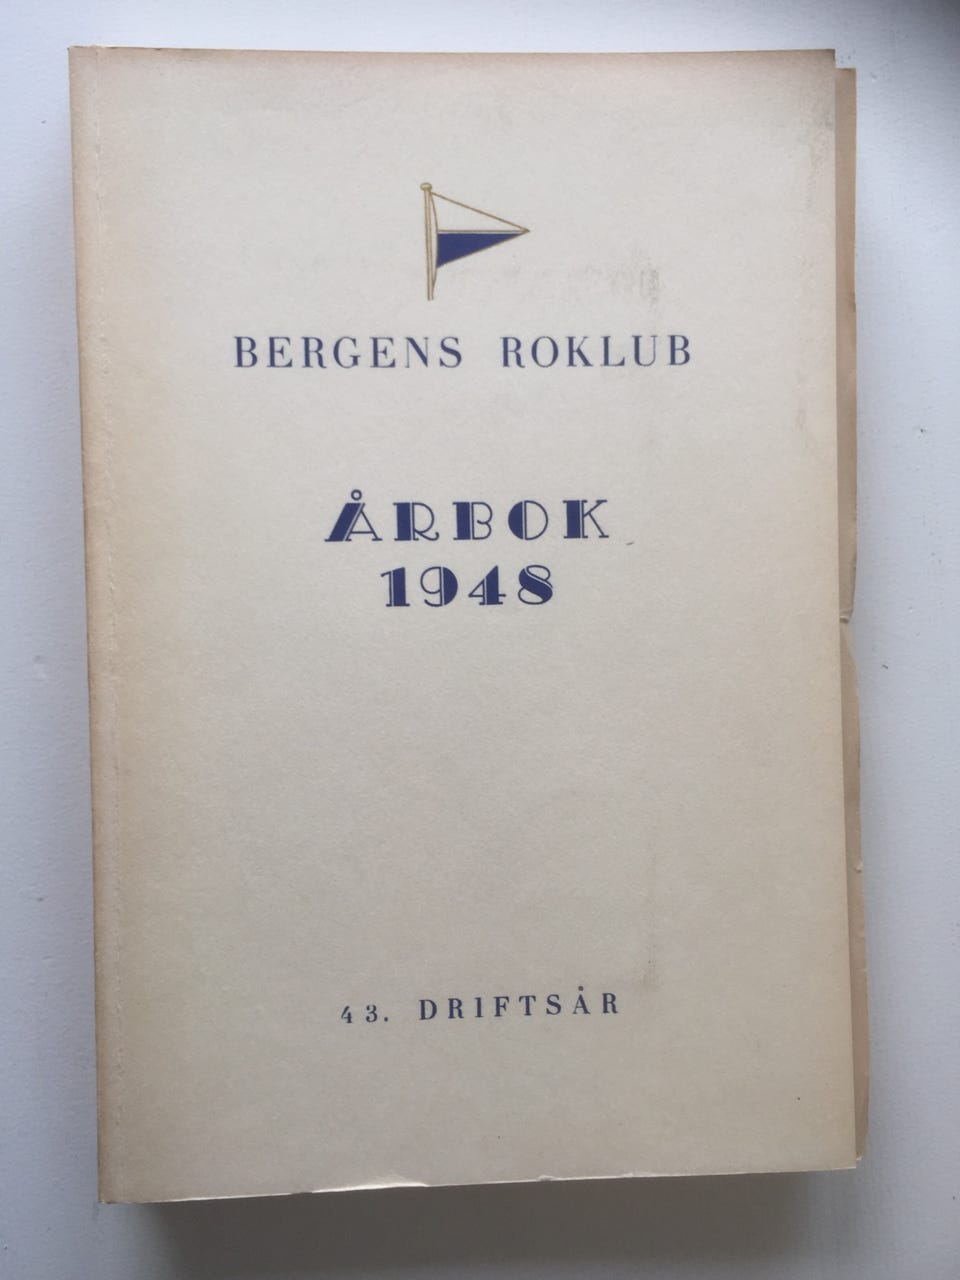 BERGENS ROKLUB
ÅRBOK
1948
43. DRIFTSÅR